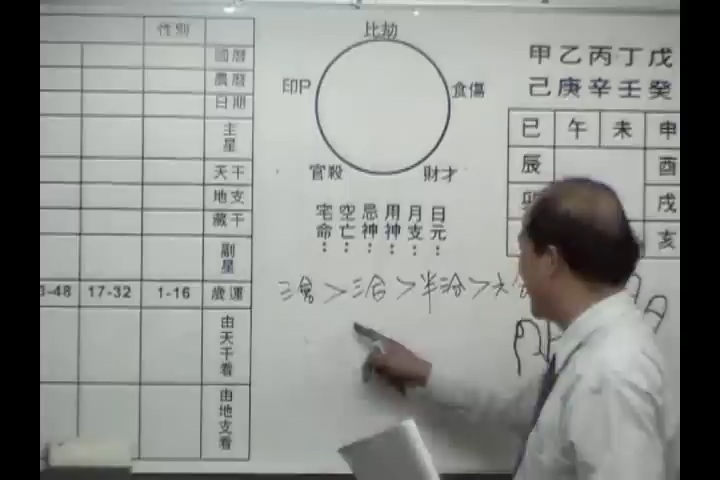 性別
國曆
農曆
日期
主星
天干
地支
藏干
副星
-48 17-32 1-16 歲運
由天干看
由地支看
比劫
印P
食傷
官殺
財才
宅命：
空亡：
忌神：
用神：
月支：
日元：
三會＞三合＞半三合＞六
甲乙丙丁戊
己庚辛壬癸
巳 午 未 申
辰 酉
卯 戌
亥